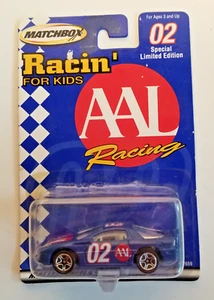 MATCHBOX
For Ages 3 and Up
02
Special
Limited Edition
Racin'
FOR KIDS
AAL
Racing
02
AAL